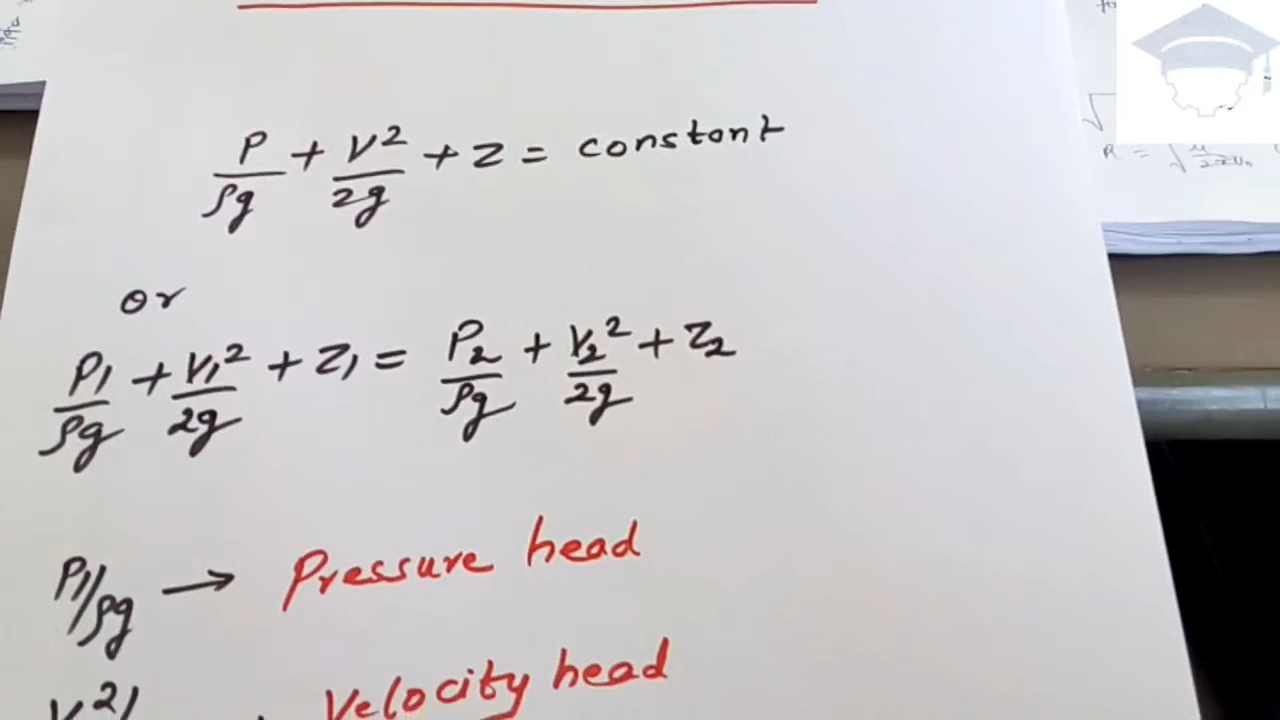 P/ρg + V²/2g + Z = constant
or
P₁/ρg + V₁²/2g + Z₁ = P₂/ρg + V₂²/2g + Z₂
P₁/ρg → Pressure head
Velocity head